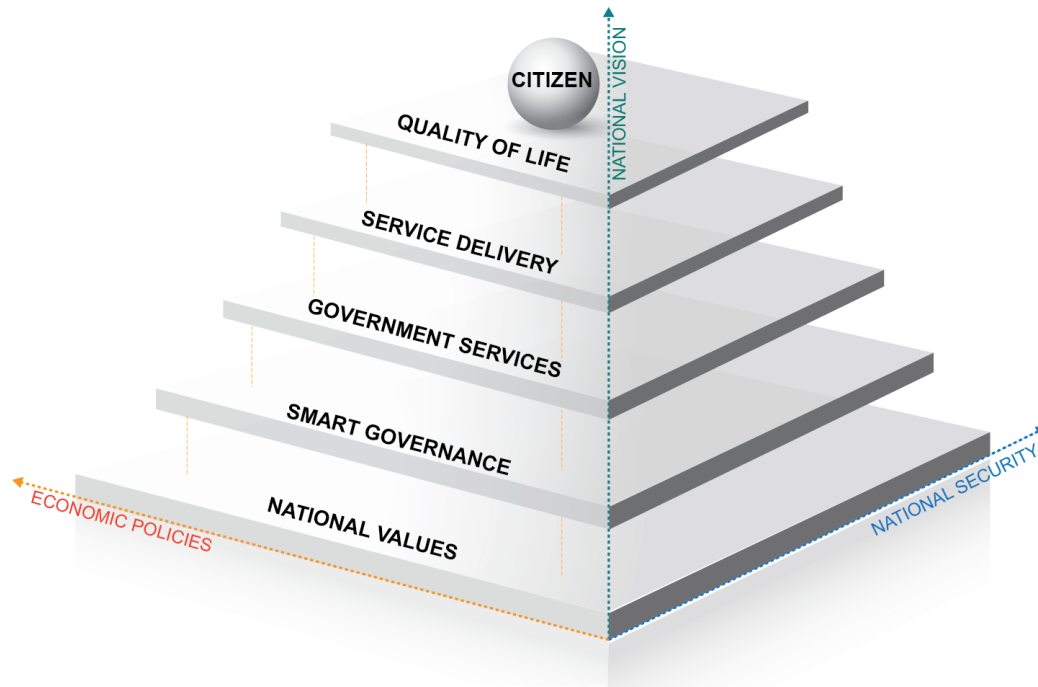 CITIZEN
NATIONAL VISION
QUALITY OF LIFE
SERVICE DELIVERY
GOVERNMENT SERVICES
SMART GOVERNANCE
NATIONAL VALUES
ECONOMIC POLICIES
NATIONAL SECURITY